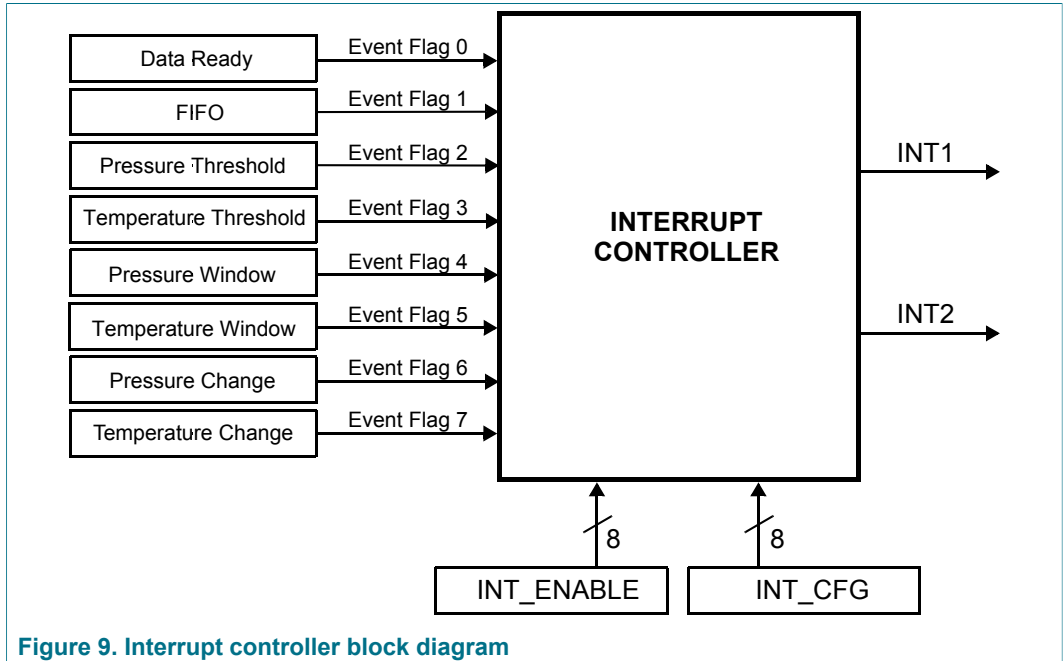 Data Ready
Event Flag 0
FIFO
Event Flag 1
Pressure Threshold
Event Flag 2
Temperature Threshold
Event Flag 3
Pressure Window
Event Flag 4
Temperature Window
Event Flag 5
Pressure Change
Event Flag 6
Temperature Change
Event Flag 7
INTERRUPT
CONTROLLER
INT1
INT2
8
8
INT_ENABLE
INT_CFG
Figure 9. Interrupt controller block diagram